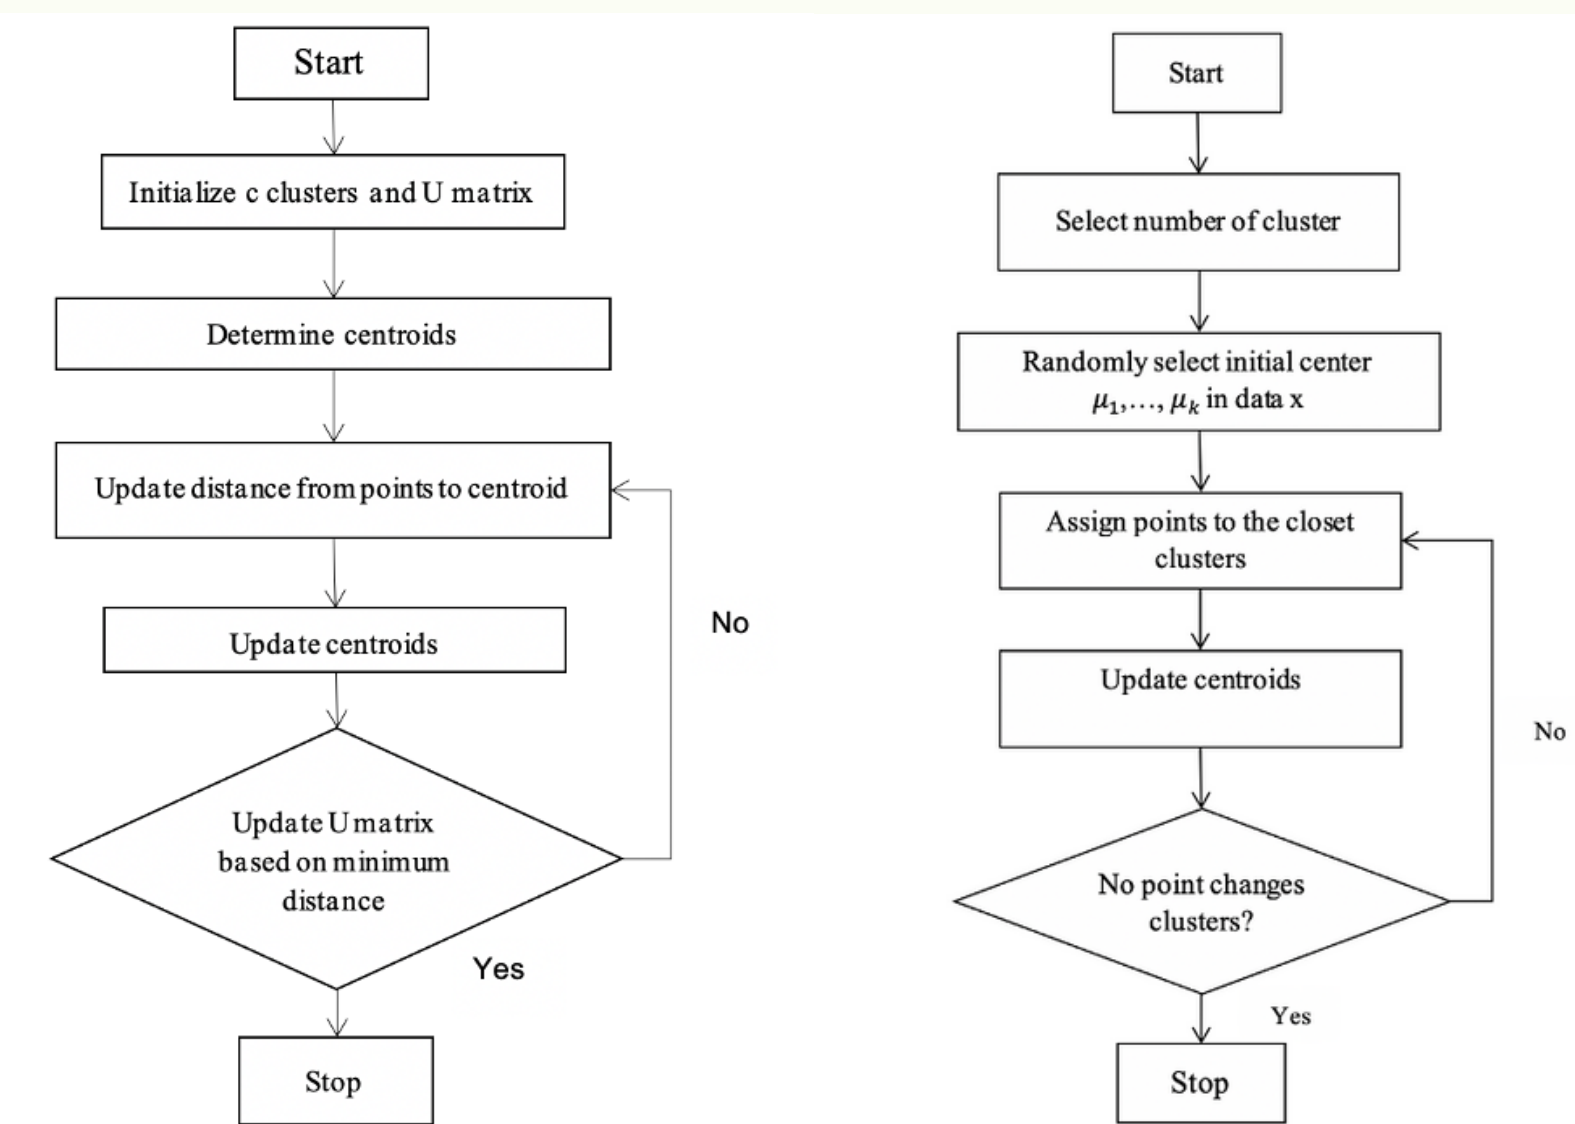 Start
Initialize c clusters and U matrix
Determine centroids
Update distance from points to centroid
Update centroids
No
Update U matrix
based on minimum
distance
Yes
Stop
Start
Select number of cluster
Randomly select initial center
μ₁,…, μₖ in data x
Assign points to the closet
clusters
Update centroids
No
No point changes
clusters?
Yes
Stop